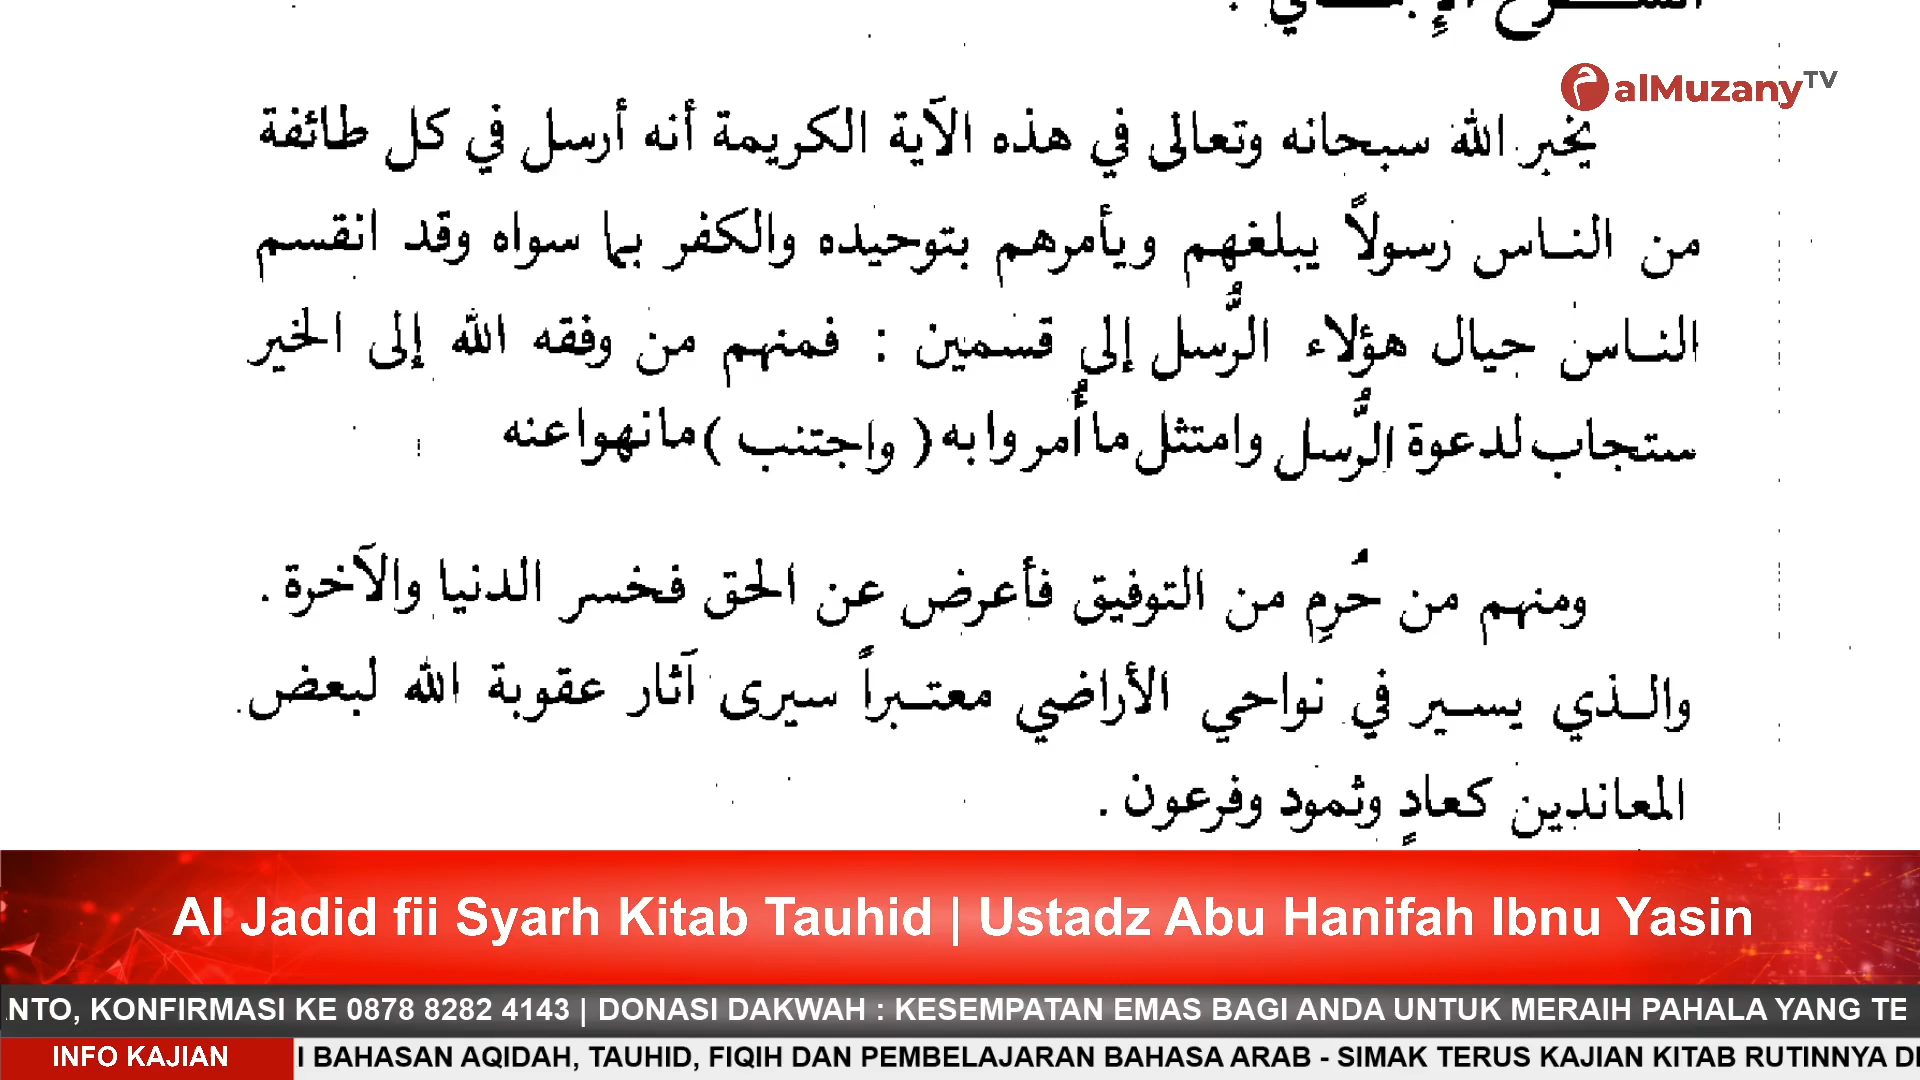 الشرح الإجمالي :
alMuzanyTV
يخبر الله سبحانه وتعالى في هذه الآية الكريمة أنه أرسل في كل طائفة
من الناس رسولاً يبلغهم ويأمرهم بتوحيده والكفر بما سواه وقد انقسم
الناس حيال هؤلاء الرُّسل إلى قسمين : فمنهم من وفقه الله إلى الخير
ستجاب لدعوة الرُّسل وامتثل ما أُمروا به ( واجتنب ) ما نهوا عنه
ومنهم من حُرِم من التوفيق فأعرض عن الحق فخسر الدنيا والآخرة .
والذي يسير في نواحي الأراضي معتبراً سيرى آثار عقوبة الله لبعض
المعاندين كعادٍ وثمود وفرعون .
Al Jadid fii Syarh Kitab Tauhid | Ustadz Abu Hanifah Ibnu Yasin
NTO, KONFIRMASI KE 0878 8282 4143 | DONASI DAKWAH : KESEMPATAN EMAS BAGI ANDA UNTUK MERAIH PAHALA YANG TE
INFO KAJIAN
I BAHASAN AQIDAH, TAUHID, FIQIH DAN PEMBELAJARAN BAHASA ARAB - SIMAK TERUS KAJIAN KITAB RUTINNYA DI